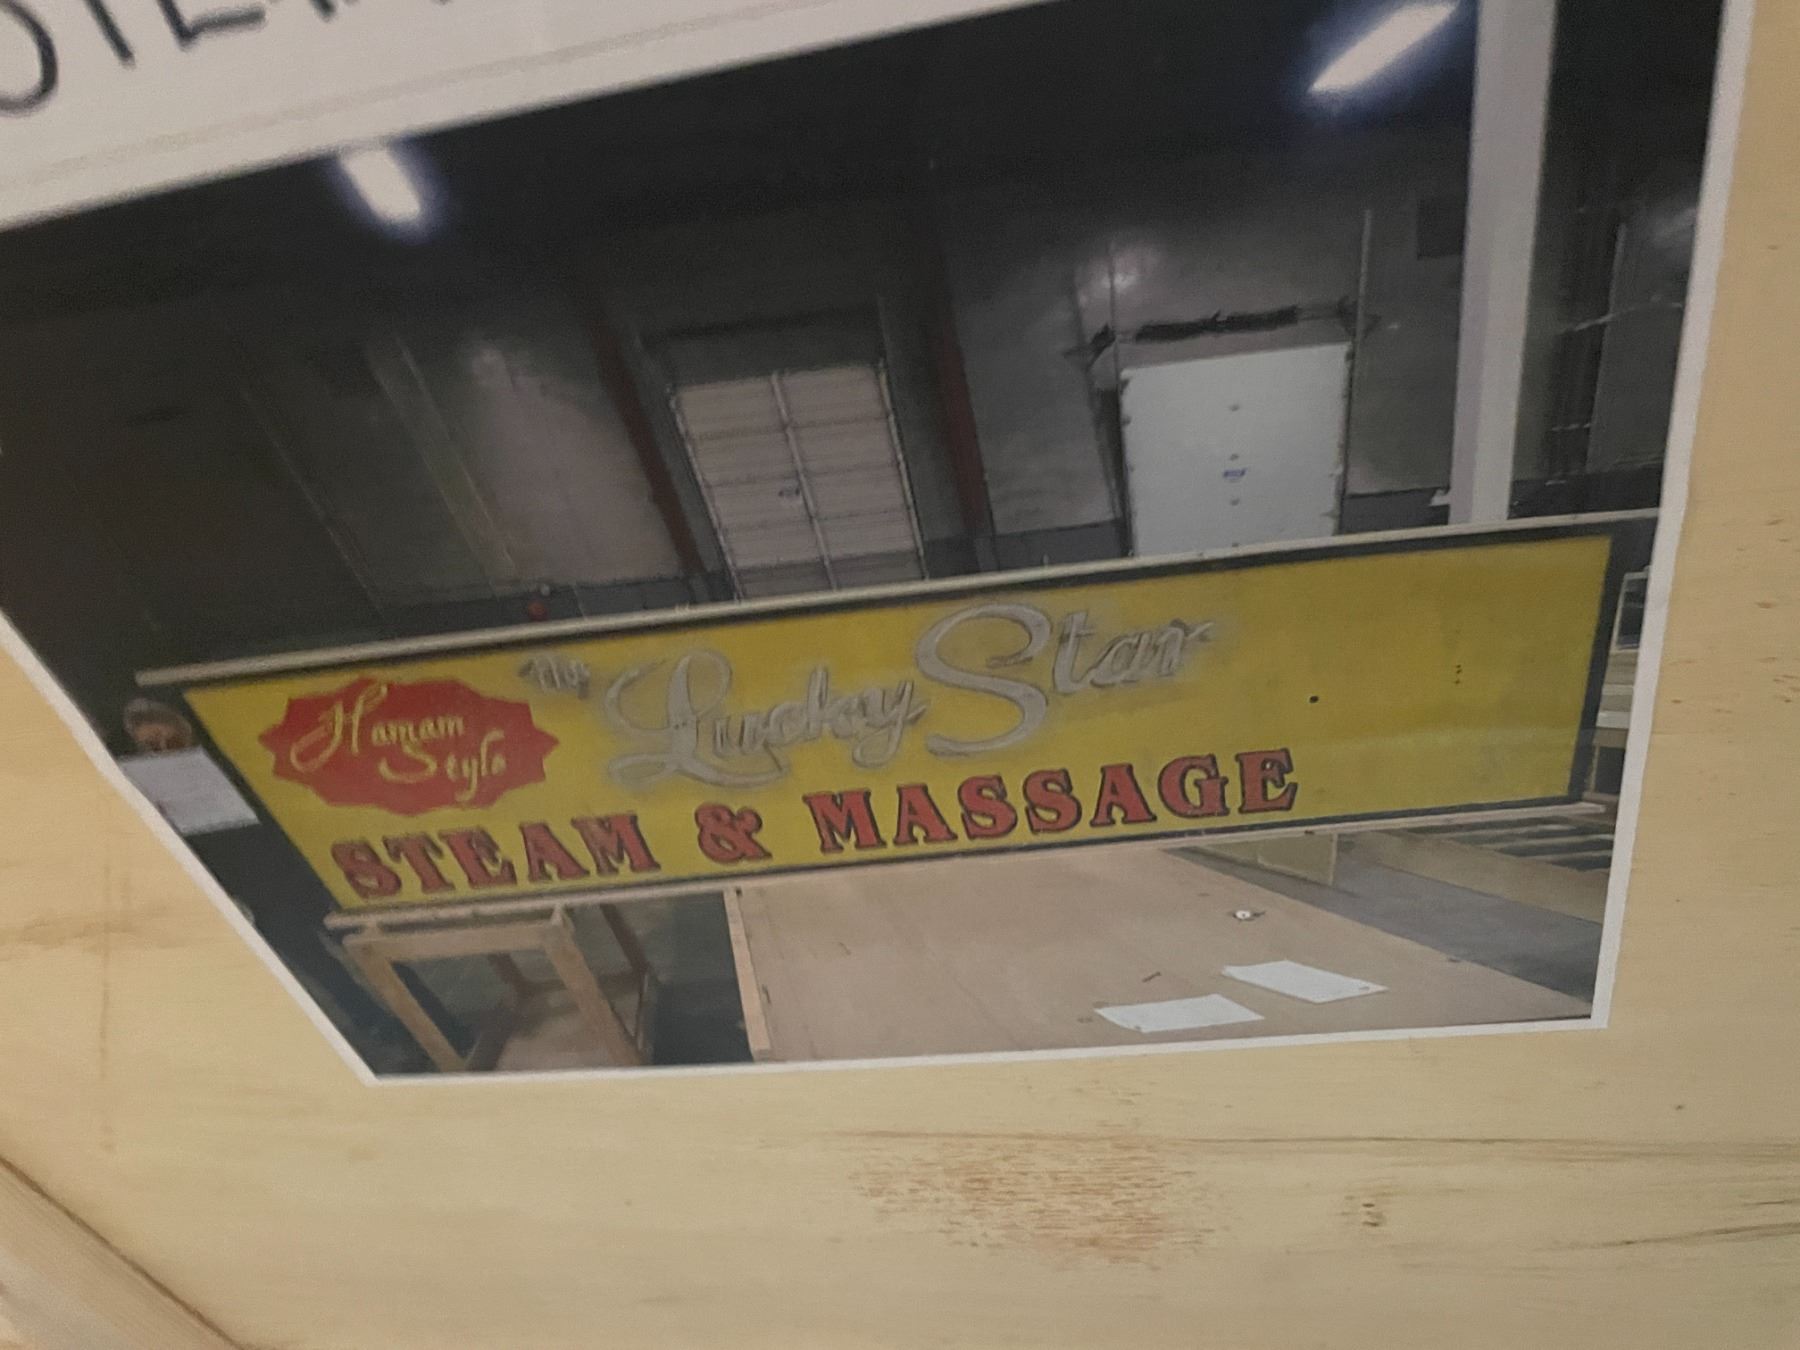 Hamam
Style
The Lucky Star
STEAM & MASSAGE